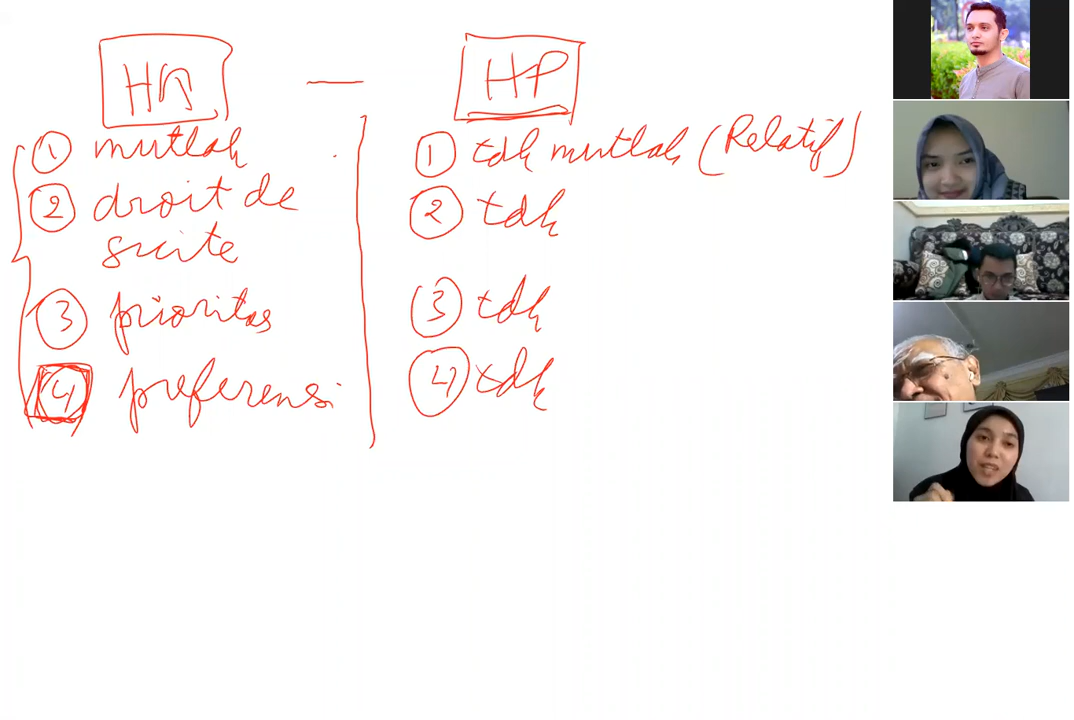 HB — HP
① mutlak
② droit de
suite
③ prioritas
④ preferensi
① tdk mutlak (Relatif)
② tdk
③ tdk
④ tdk